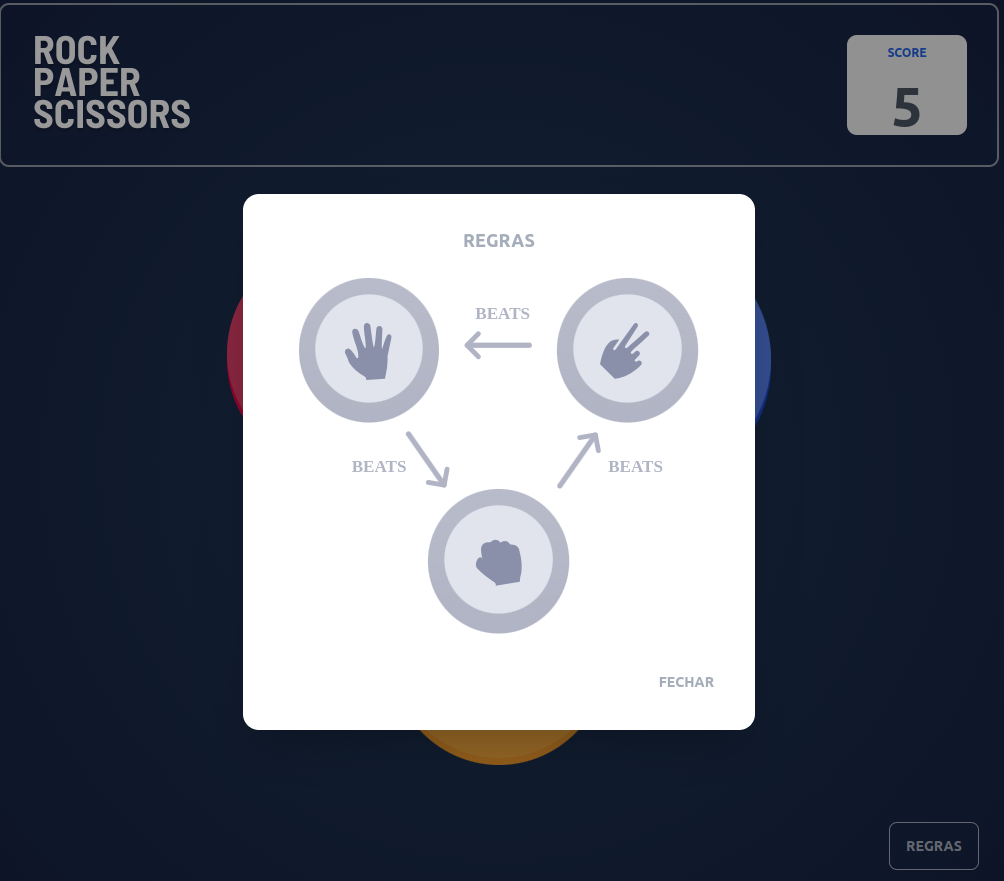 ROCK
PAPER
SCISSORS
SCORE
5
REGRAS
BEATS
BEATS
BEATS
FECHAR
REGRAS